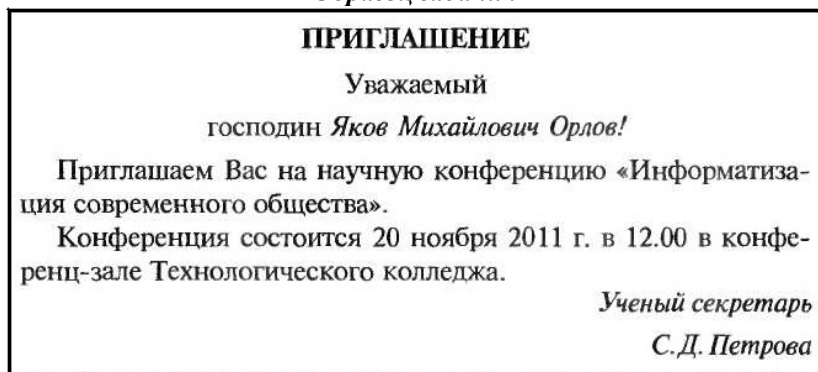 ПРИГЛАШЕНИЕ
Уважаемый
господин Яков Михайлович Орлов!
Приглашаем Вас на научную конференцию «Информатиза-
ция современного общества».
Конференция состоится 20 ноября 2011 г. в 12.00 в конфе-
ренц-зале Технологического колледжа.
Ученый секретарь
С.Д. Петрова